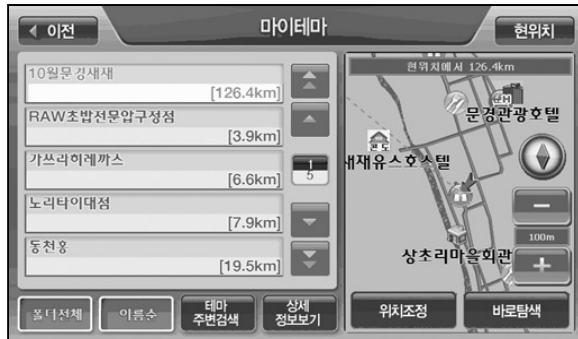 이전
마이테마
현위치
10월문경새재
[126.4km]
RAW초밥전문압구정점
[3.9km]
가쓰라히레까스
[6.6km]
노리타이대점
[7.9km]
동천홍
[19.5km]
1
5
폴더전체
이름순
테마
주변검색
상세
정보보기
현위치에서 126.4km
문경관광호텔
콘도
새재유스호스텔
상초리마을회관
100m
위치조정
바로탐색